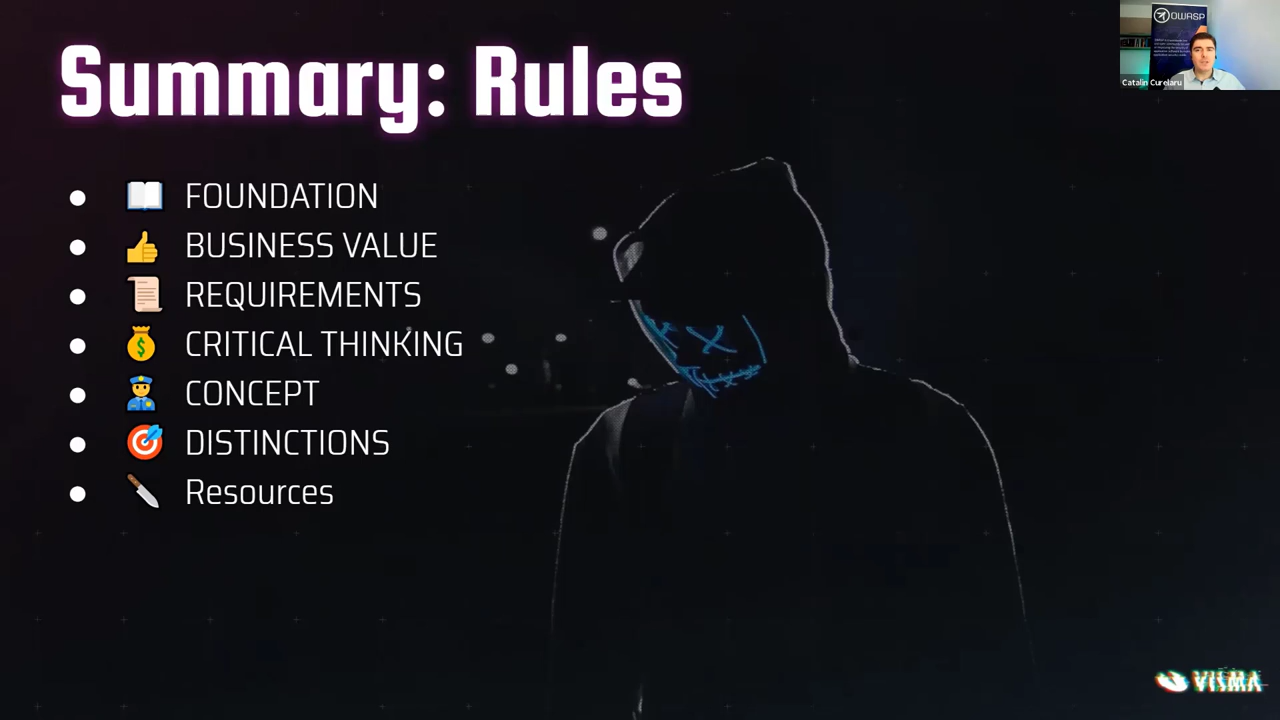 Summary: Rules
● 📖 FOUNDATION
● 👍 BUSINESS VALUE
● 📜 REQUIREMENTS
● 💰 CRITICAL THINKING
● 👮 CONCEPT
● 🎯 DISTINCTIONS
● 🔪 Resources
OWASP
Catalin Curelaru
VISMA